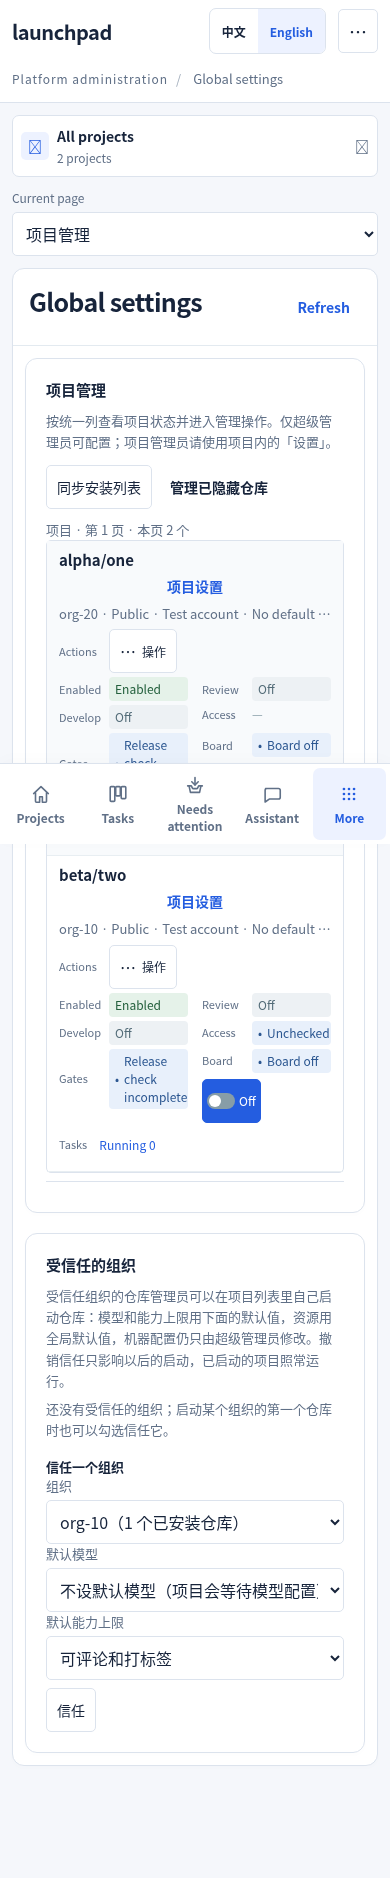 launchpad
中文
English
Platform administration / Global settings
All projects
2 projects
Current page
项目管理
Global settings
Refresh
项目管理
按统一列查看项目状态并进入管理操作。仅超级管
理员可配置；项目管理员请使用项目内的「设置」。
同步安装列表
管理已隐藏仓库
项目 · 第 1 页 · 本页 2 个
alpha/one
项目设置
org-20 · Public · Test account · No default ···
Actions
··· 操作
Enabled
Enabled
Review
Off
Develop
Off
Access
—
Release
Board
• Board off
Projects
Tasks
Needs
attention
Assistant
More
beta/two
项目设置
org-10 · Public · Test account · No default ···
Actions
··· 操作
Enabled
Enabled
Review
Off
Develop
Off
Access
• Unchecked
Gates
• Release
check
incomplete
Board
• Board off
Off
Tasks
Running 0
受信任的组织
受信任组织的仓库管理员可以在项目列表里自己启
动仓库：模型和能力上限用下面的默认值，资源用
全局默认值，机器配置仍只由超级管理员修改。撤
销信任只影响以后的启动，已启动的项目照常运
行。
还没有受信任的组织；启动某个组织的第一个仓库
时也可以勾选信任它。
信任一个组织
组织
org-10（1 个已安装仓库）
默认模型
不设默认模型（项目会等待模型配置
默认能力上限
可评论和打标签
信任